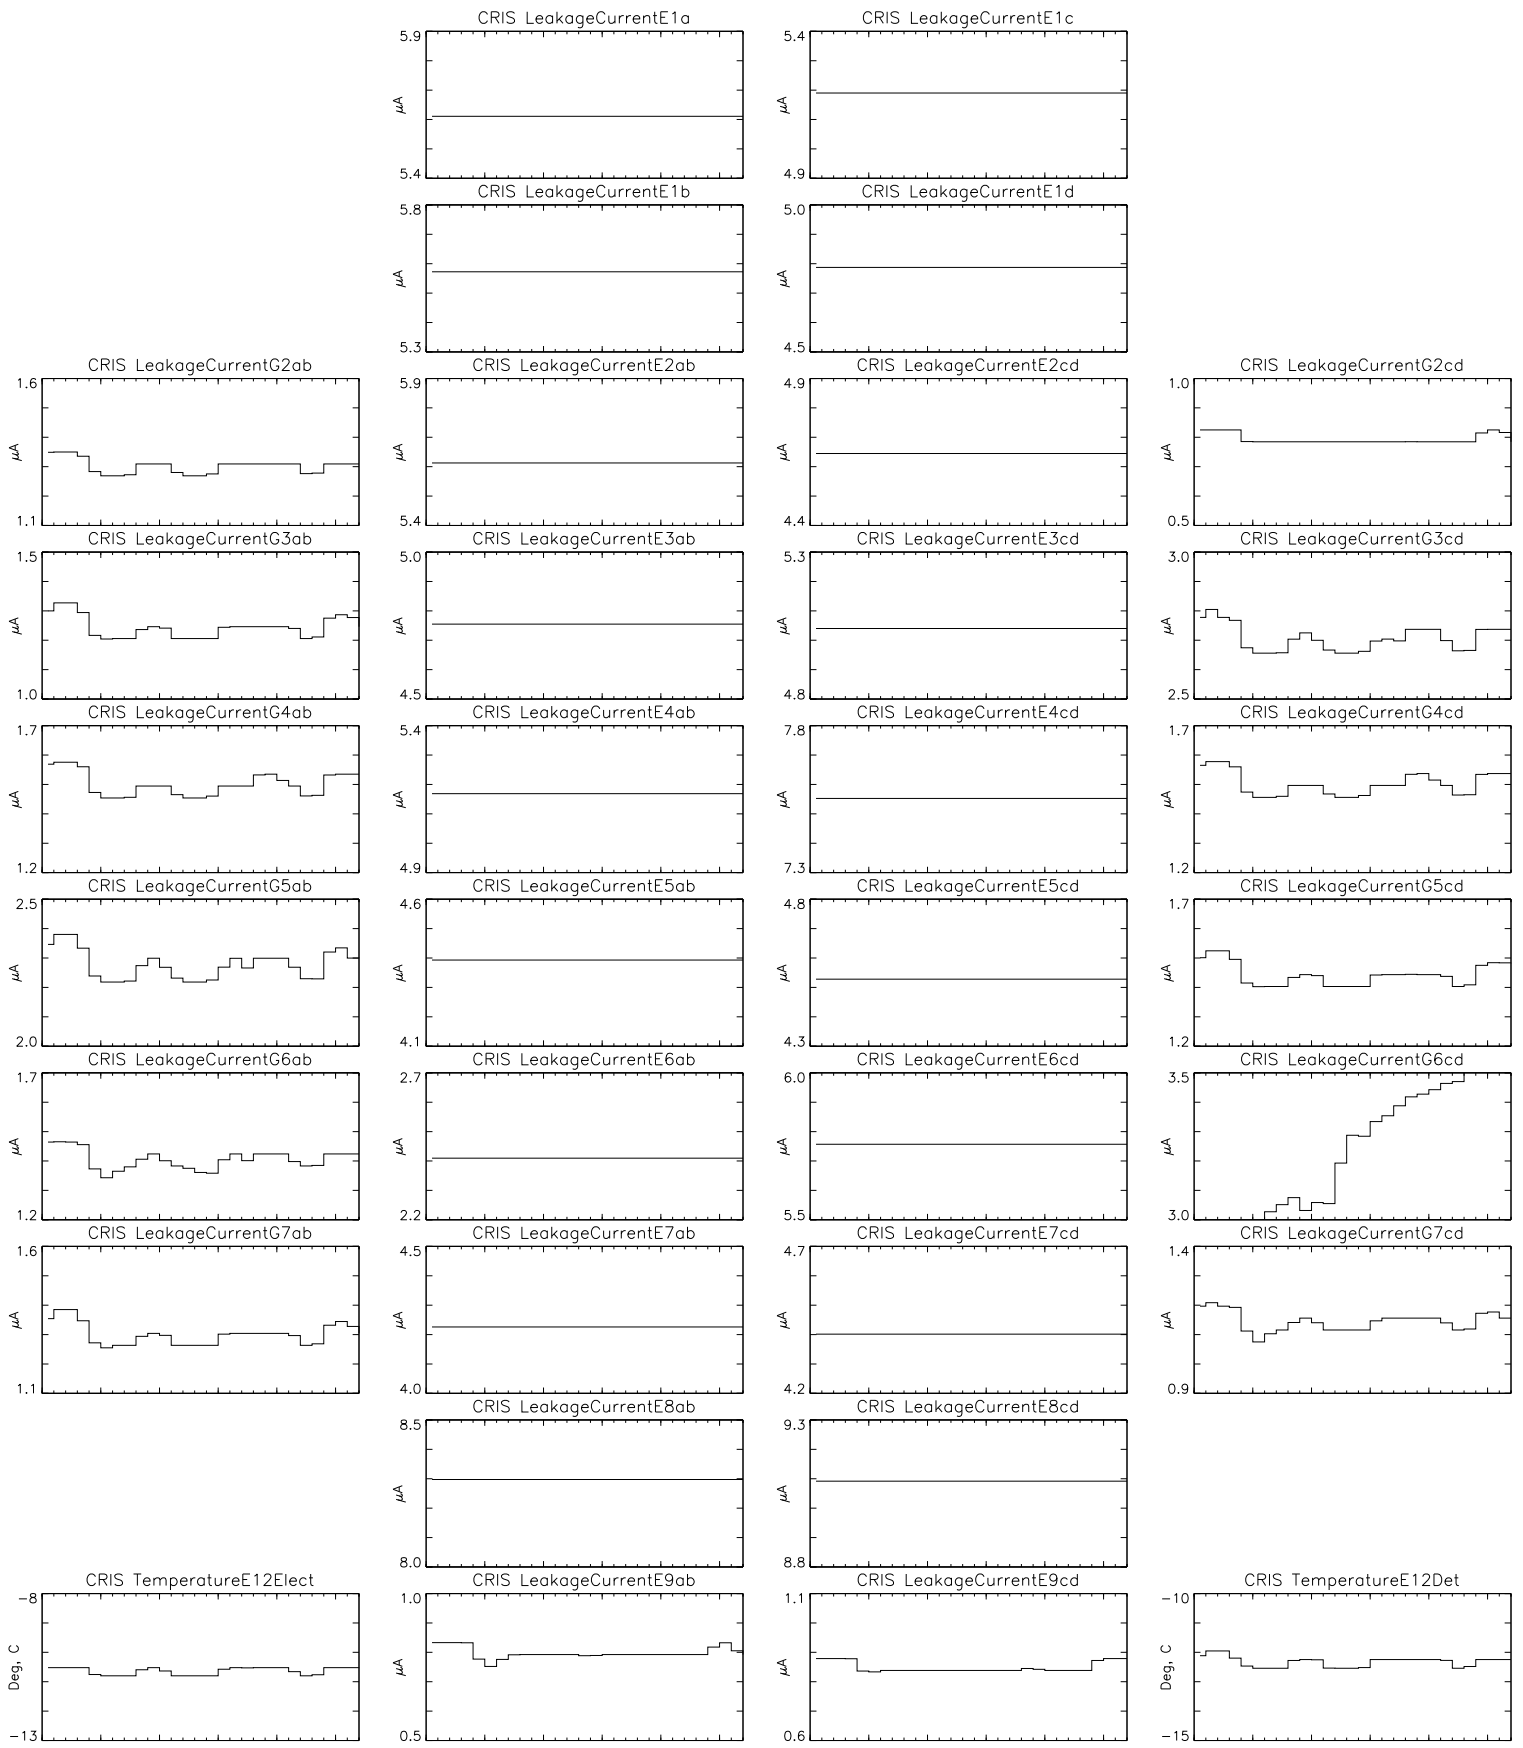 CRIS LeakageCurrentE1a
CRIS LeakageCurrentE1c
5.9
µA
5.4
5.4
µA
4.9
CRIS LeakageCurrentE1b
CRIS LeakageCurrentE1d
5.8
µA
5.3
5.0
µA
4.5
CRIS LeakageCurrentG2ab
CRIS LeakageCurrentE2ab
CRIS LeakageCurrentE2cd
CRIS LeakageCurrentG2cd
1.6
µA
1.1
5.9
µA
5.4
4.9
µA
4.4
1.0
µA
0.5
CRIS LeakageCurrentG3ab
CRIS LeakageCurrentE3ab
CRIS LeakageCurrentE3cd
CRIS LeakageCurrentG3cd
1.5
µA
1.0
5.0
µA
4.5
5.3
µA
4.8
3.0
µA
2.5
CRIS LeakageCurrentG4ab
CRIS LeakageCurrentE4ab
CRIS LeakageCurrentE4cd
CRIS LeakageCurrentG4cd
1.7
µA
1.2
5.4
µA
4.9
7.8
µA
7.3
1.7
µA
1.2
CRIS LeakageCurrentG5ab
CRIS LeakageCurrentE5ab
CRIS LeakageCurrentE5cd
CRIS LeakageCurrentG5cd
2.5
µA
2.0
4.6
µA
4.1
4.8
µA
4.3
1.7
µA
1.2
CRIS LeakageCurrentG6ab
CRIS LeakageCurrentE6ab
CRIS LeakageCurrentE6cd
CRIS LeakageCurrentG6cd
1.7
µA
1.2
2.7
µA
2.2
6.0
µA
5.5
3.5
µA
3.0
CRIS LeakageCurrentG7ab
CRIS LeakageCurrentE7ab
CRIS LeakageCurrentE7cd
CRIS LeakageCurrentG7cd
1.6
µA
1.1
4.5
µA
4.0
4.7
µA
4.2
1.4
µA
0.9
CRIS LeakageCurrentE8ab
CRIS LeakageCurrentE8cd
8.5
µA
8.0
9.3
µA
8.8
CRIS TemperatureE12Elect
CRIS LeakageCurrentE9ab
CRIS LeakageCurrentE9cd
CRIS TemperatureE12Det
-8
Deg, C
-13
1.0
µA
0.5
1.1
µA
0.6
-10
Deg, C
-15